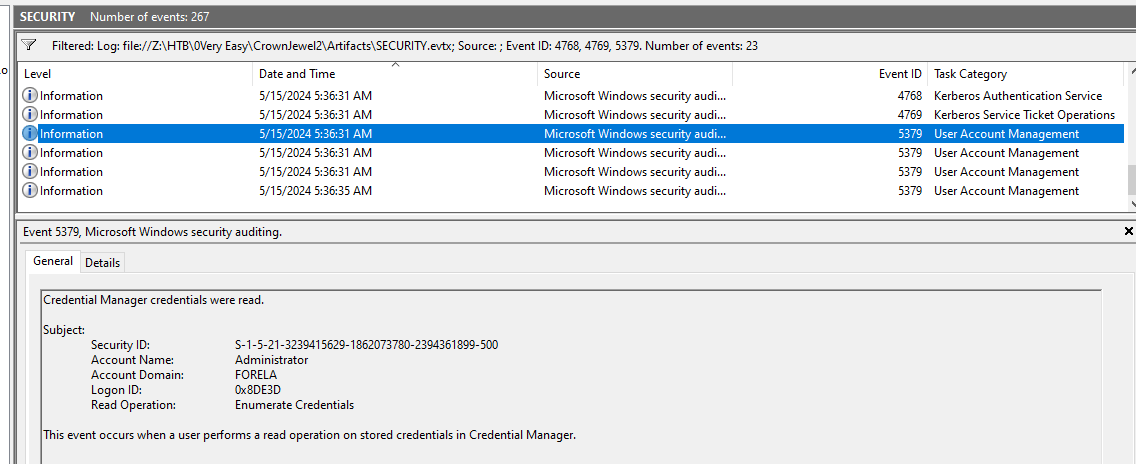 SECURITY Number of events: 267
Filtered: Log: file://Z:\HTB\0Very Easy\CrownJewel2\Artifacts\SECURITY.evtx; Source: ; Event ID: 4768, 4769, 5379. Number of events: 23
Level Date and Time Source Event ID Task Category
Information 5/15/2024 5:36:31 AM Microsoft Windows security audi... 4768 Kerberos Authentication Service
Information 5/15/2024 5:36:31 AM Microsoft Windows security audi... 4769 Kerberos Service Ticket Operations
Information 5/15/2024 5:36:31 AM Microsoft Windows security audi... 5379 User Account Management
Information 5/15/2024 5:36:31 AM Microsoft Windows security audi... 5379 User Account Management
Information 5/15/2024 5:36:31 AM Microsoft Windows security audi... 5379 User Account Management
Information 5/15/2024 5:36:35 AM Microsoft Windows security audi... 5379 User Account Management
Event 5379, Microsoft Windows security auditing.
General Details
Credential Manager credentials were read.
Subject:
Security ID: S-1-5-21-3239415629-1862073780-2394361899-500
Account Name: Administrator
Account Domain: FORELA
Logon ID: 0x8DE3D
Read Operation: Enumerate Credentials
This event occurs when a user performs a read operation on stored credentials in Credential Manager.